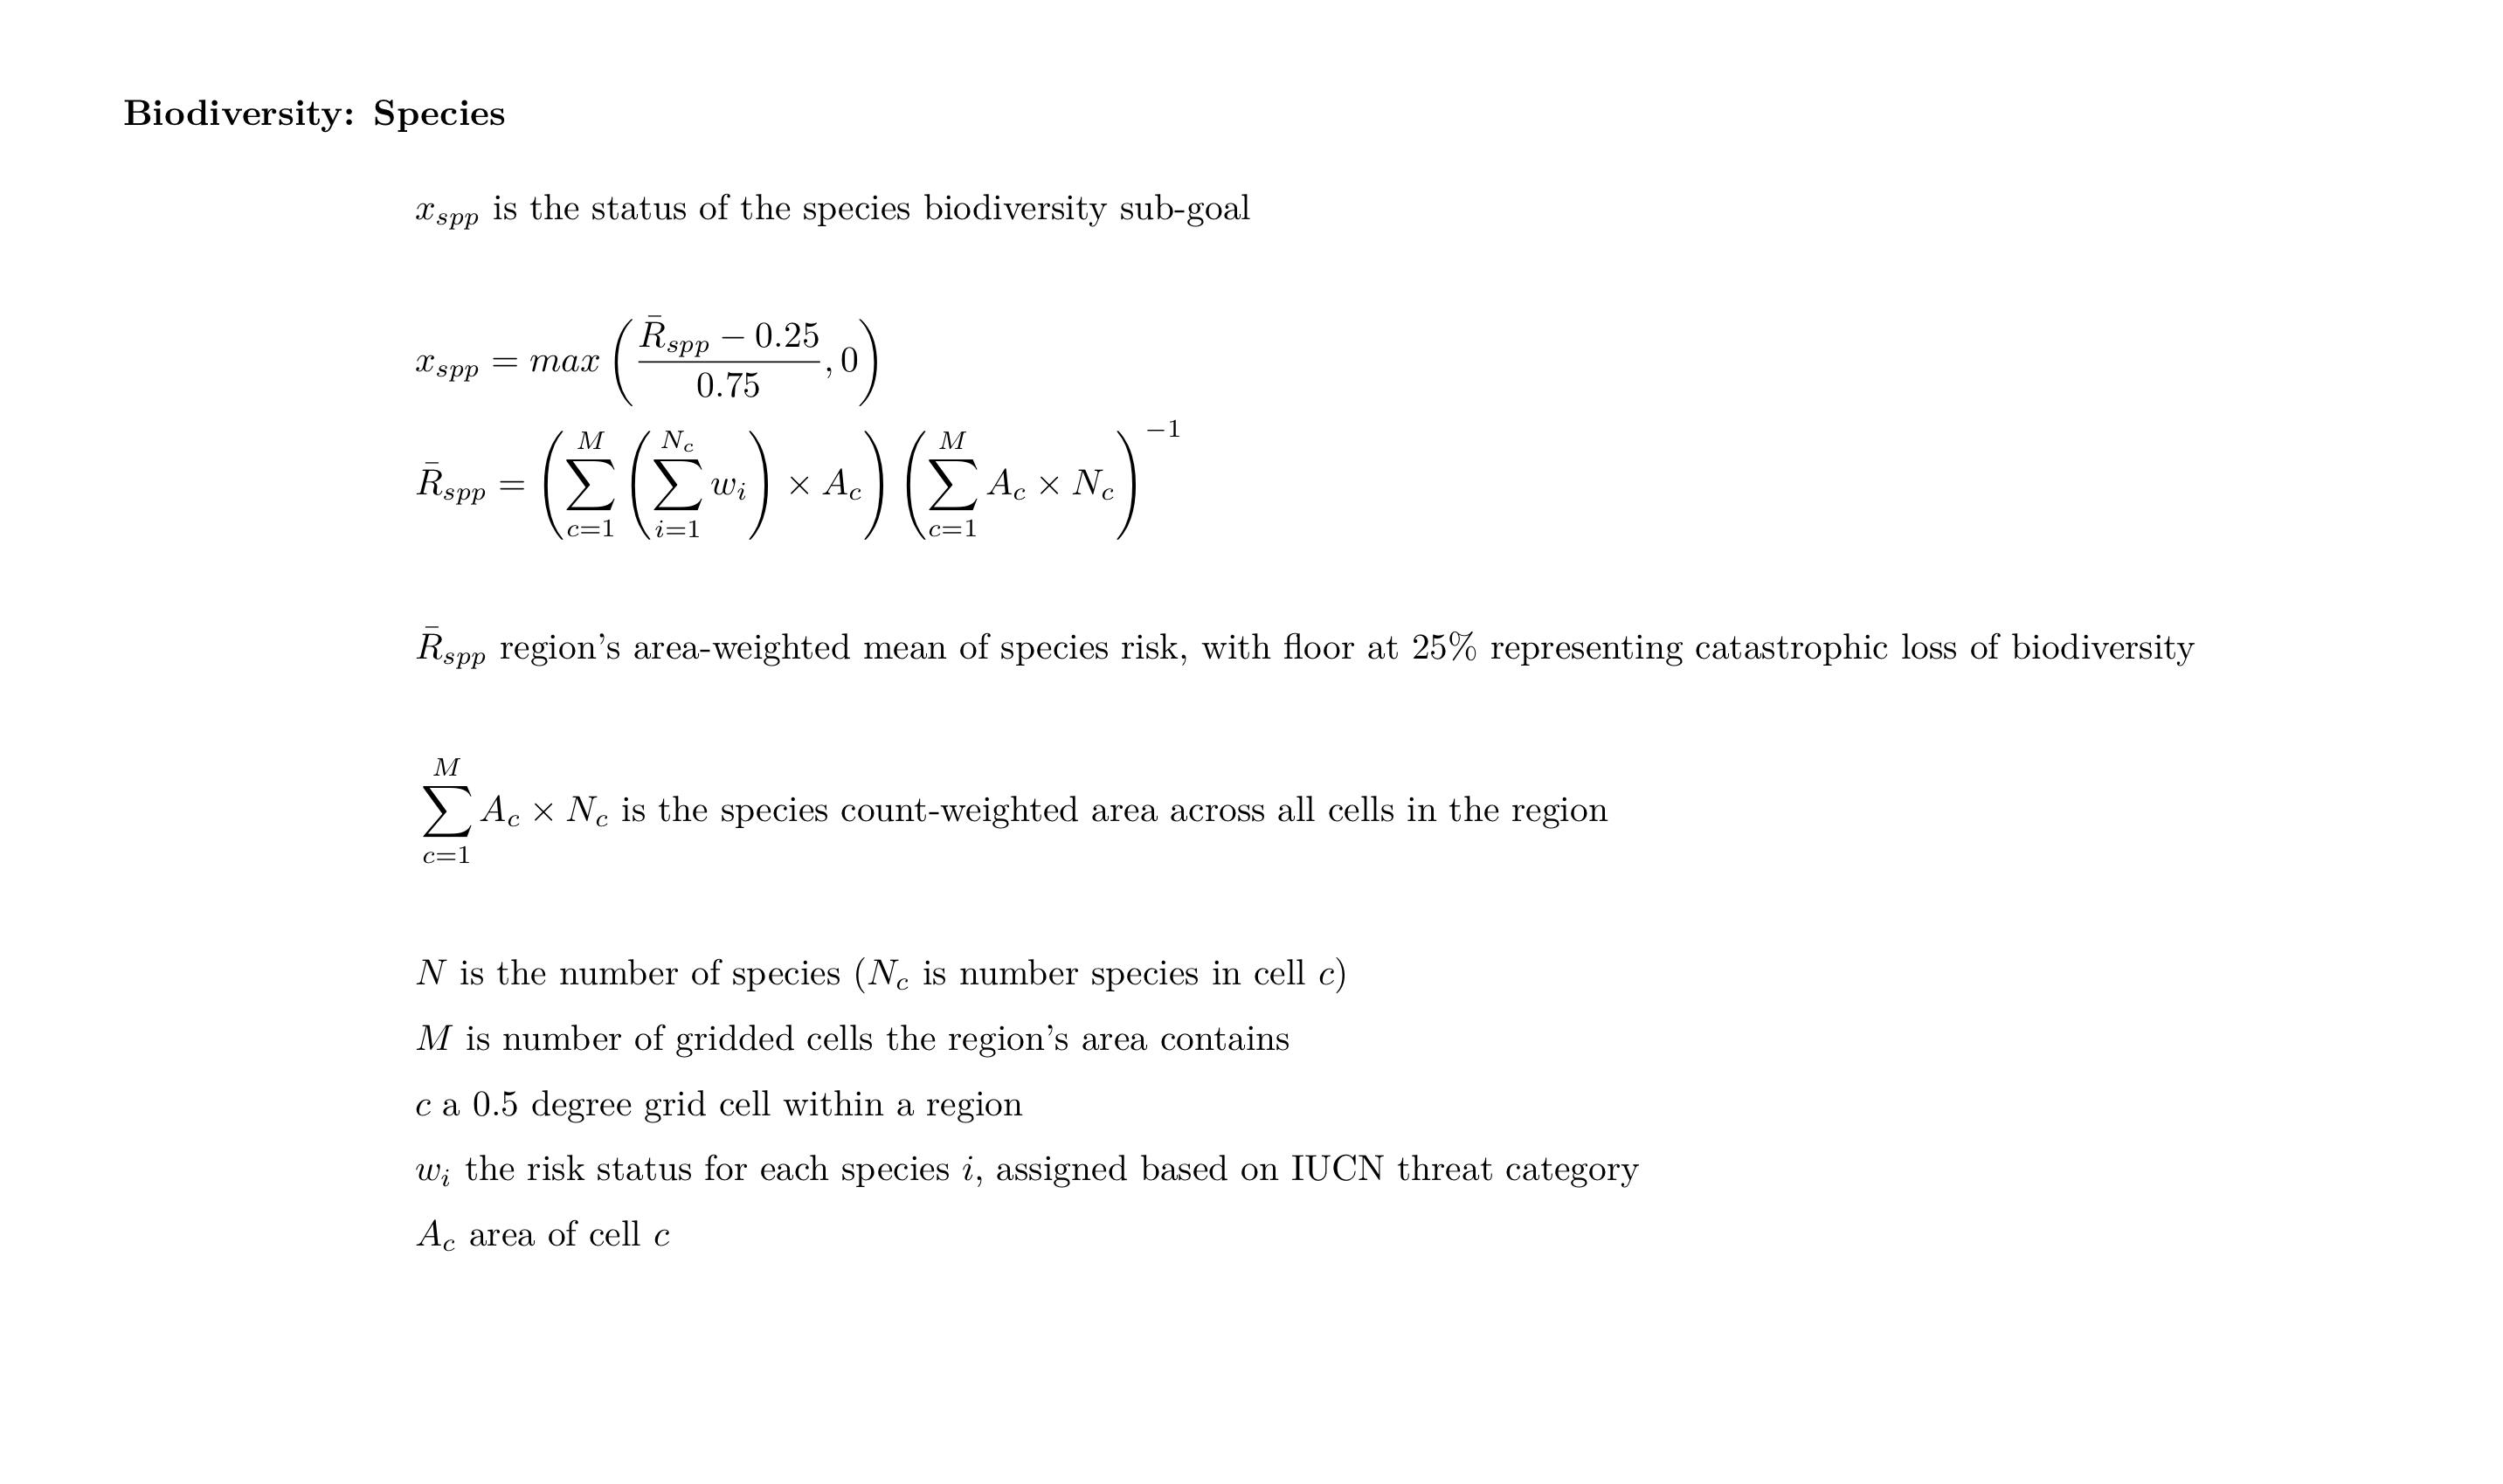 Biodiversity: Species
$x_{spp}$ is the status of the species biodiversity sub-goal
$x_{spp} = max\left(\frac{\bar{R}_{spp} - 0.25}{0.75}, 0\right)$
$\bar{R}_{spp} = \left(\sum_{c=1}^{M}\left(\sum_{i=1}^{N_c} w_i\right) \times A_c\right)\left(\sum_{c=1}^{M} A_c \times N_c\right)^{-1}$
$\bar{R}_{spp}$ region's area-weighted mean of species risk, with floor at 25% representing catastrophic loss of biodiversity
$\sum_{c=1}^{M} A_c \times N_c$ is the species count-weighted area across all cells in the region
$N$ is the number of species ($N_c$ is number species in cell $c$)
$M$ is number of gridded cells the region's area contains
$c$ a 0.5 degree grid cell within a region
$w_i$ the risk status for each species $i$, assigned based on IUCN threat category
$A_c$ area of cell $c$